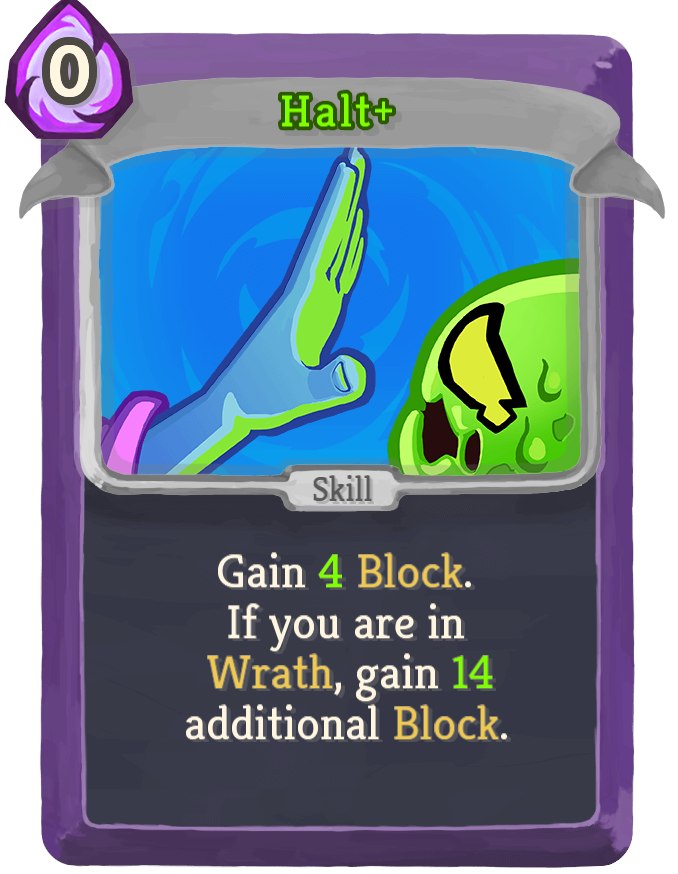 0
Halt+
Skill
Gain 4 Block.
If you are in
Wrath, gain 14
additional Block.